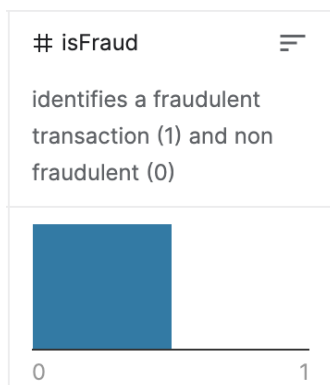 # isFraud
identifies a fraudulent
transaction (1) and non
fraudulent (0)
0 1